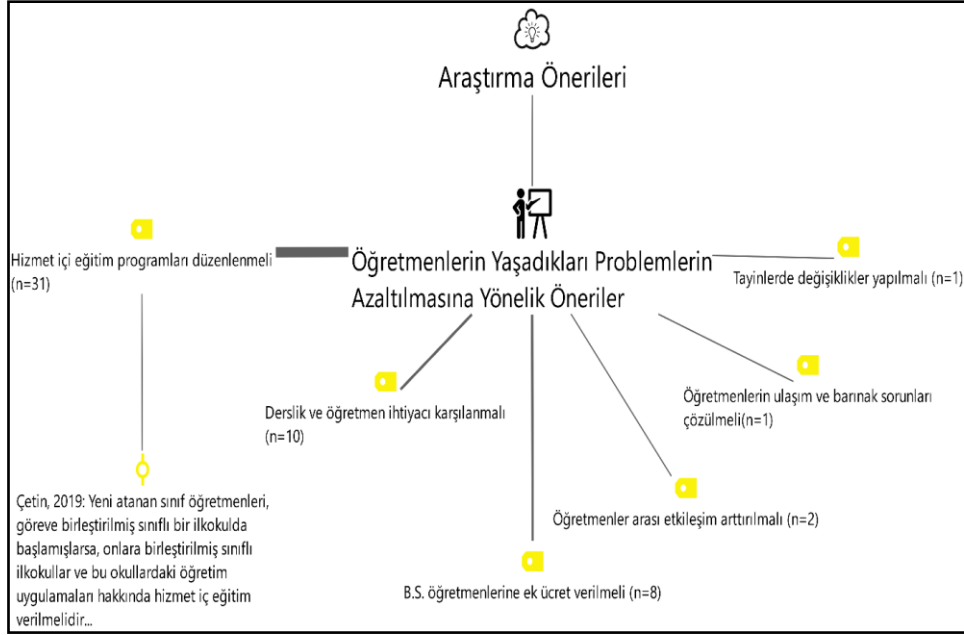 Araştırma Önerileri
Öğretmenlerin Yaşadıkları Problemlerin
Azaltılmasına Yönelik Öneriler
Hizmet içi eğitim programları düzenlenmeli
(n=31)
Tayinlerde değişiklikler yapılmalı (n=1)
Derslik ve öğretmen ihtiyacı karşılanmalı
(n=10)
Öğretmenlerin ulaşım ve barınak sorunları
çözülmeli(n=1)
Çetin, 2019: Yeni atanan sınıf öğretmenleri,
göreve birleştirilmiş sınıflı bir ilkokulda
başlamışlarsa, onlara birleştirilmiş sınıflı
ilkokullar ve bu okullardaki öğretim
uygulamaları hakkında hizmet iç eğitim
verilmelidir...
Öğretmenler arası etkileşim arttırılmalı (n=2)
B.S. öğretmenlerine ek ücret verilmeli (n=8)